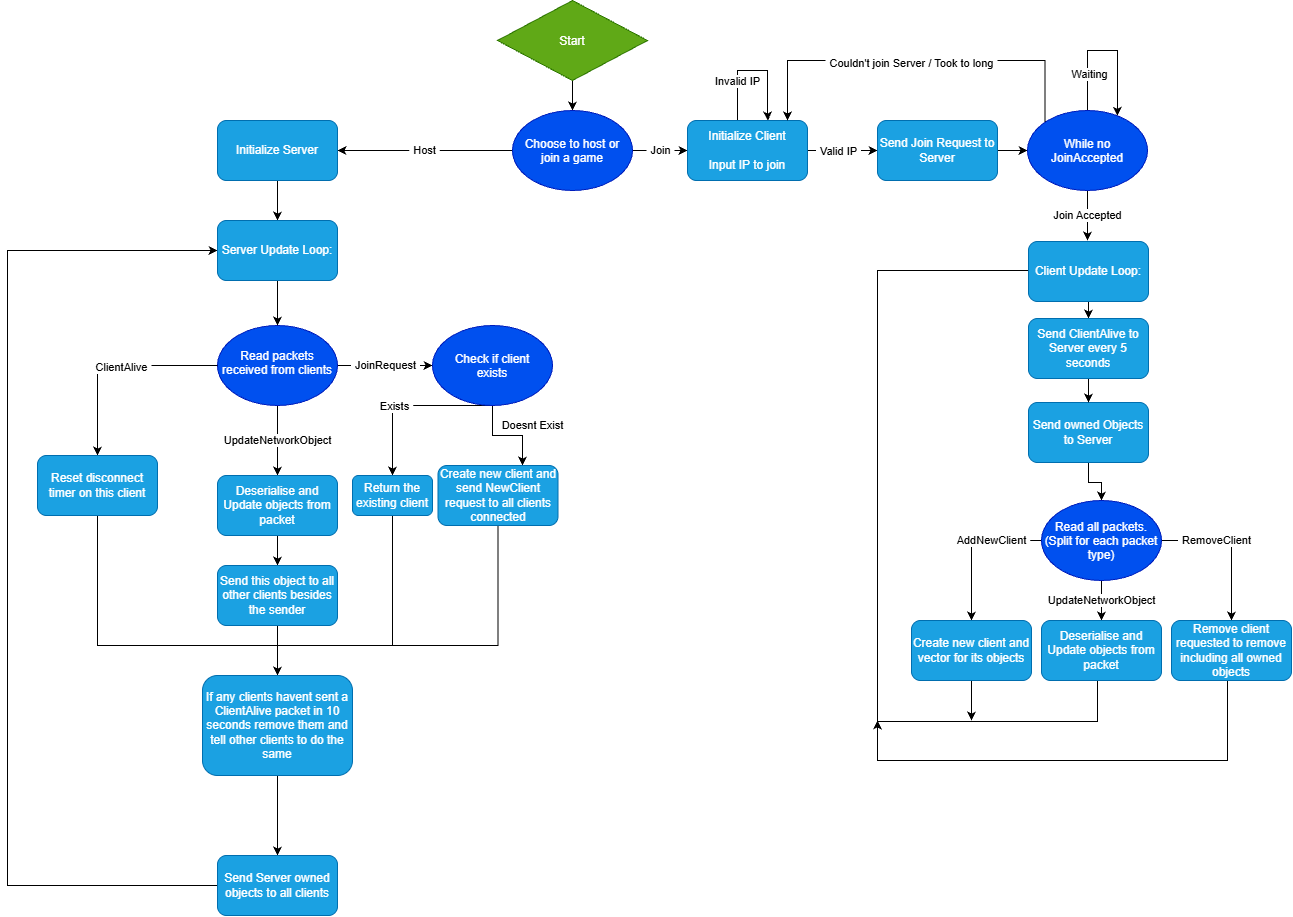 Start
Choose to host or
join a game
Host
Join
Initialize Server
Server Update Loop:
Read packets
received from clients
ClientAlive
JoinRequest
Check if client
exists
Exists
Doesnt Exist
UpdateNetworkObject
Reset disconnect
timer on this client
Deserialise and
Update objects from
packet
Return the
existing client
Create new client and
send NewClient
request to all clients
connected
Send this object to all
other clients besides
the sender
If any clients havent sent a
ClientAlive packet in 10
seconds remove them and
tell other clients to do the
same
Send Server owned
objects to all clients
Initialize Client
Input IP to join
Invalid IP
Valid IP
Couldn't join Server / Took to long
Send Join Request to
Server
Waiting
While no
JoinAccepted
Join Accepted
Client Update Loop:
Send ClientAlive to
Server every 5
seconds
Send owned Objects
to Server
Read all packets.
(Split for each packet
type)
AddNewClient
RemoveClient
UpdateNetworkObject
Create new client and
vector for its objects
Deserialise and
Update objects from
packet
Remove client
requested to remove
including all owned
objects